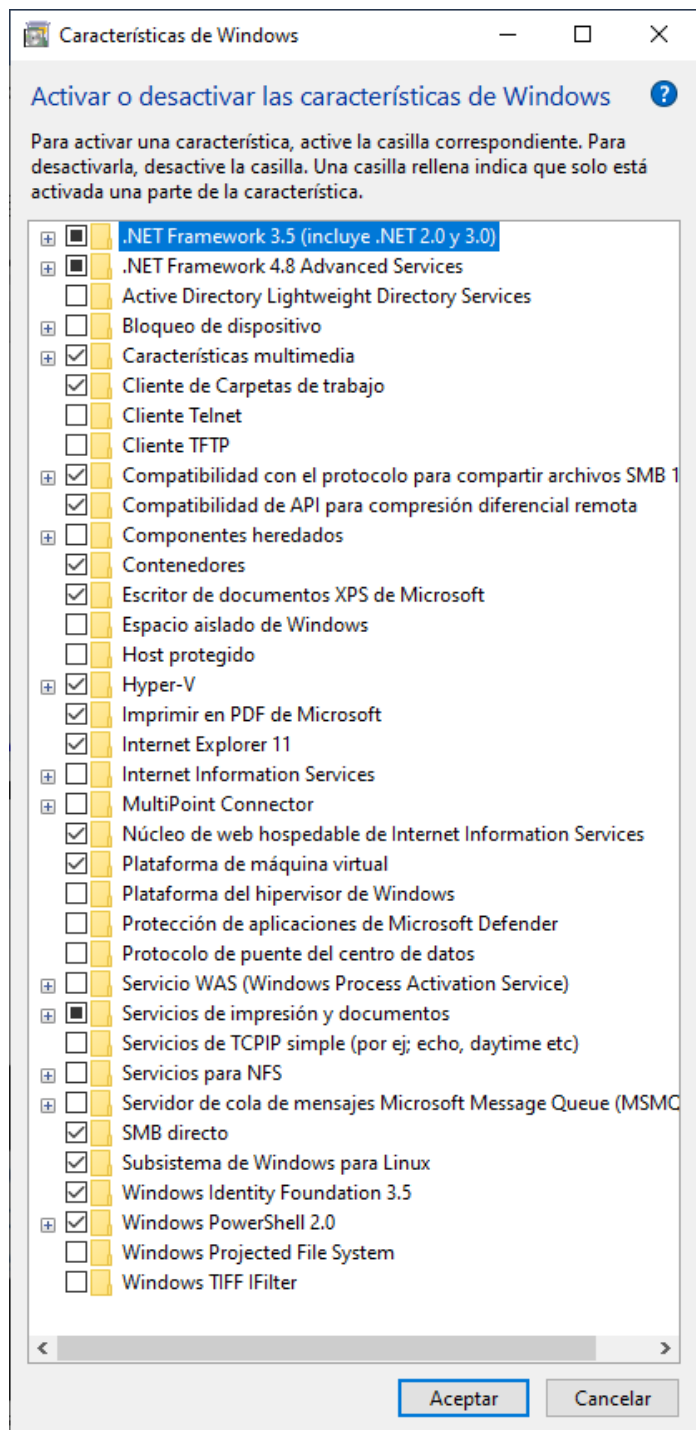 Características de Windows
Activar o desactivar las características de Windows
Para activar una característica, active la casilla correspondiente. Para
desactivarla, desactive la casilla. Una casilla rellena indica que solo está
activada una parte de la característica.
.NET Framework 3.5 (incluye .NET 2.0 y 3.0)
.NET Framework 4.8 Advanced Services
Active Directory Lightweight Directory Services
Bloqueo de dispositivo
Características multimedia
Cliente de Carpetas de trabajo
Cliente Telnet
Cliente TFTP
Compatibilidad con el protocolo para compartir archivos SMB 1
Compatibilidad de API para compresión diferencial remota
Componentes heredados
Contenedores
Escritor de documentos XPS de Microsoft
Espacio aislado de Windows
Host protegido
Hyper-V
Imprimir en PDF de Microsoft
Internet Explorer 11
Internet Information Services
MultiPoint Connector
Núcleo de web hospedable de Internet Information Services
Plataforma de máquina virtual
Plataforma del hipervisor de Windows
Protección de aplicaciones de Microsoft Defender
Protocolo de puente del centro de datos
Servicio WAS (Windows Process Activation Service)
Servicios de impresión y documentos
Servicios de TCPIP simple (por ej; echo, daytime etc)
Servicios para NFS
Servidor de cola de mensajes Microsoft Message Queue (MSMQ
SMB directo
Subsistema de Windows para Linux
Windows Identity Foundation 3.5
Windows PowerShell 2.0
Windows Projected File System
Windows TIFF IFilter
Aceptar
Cancelar